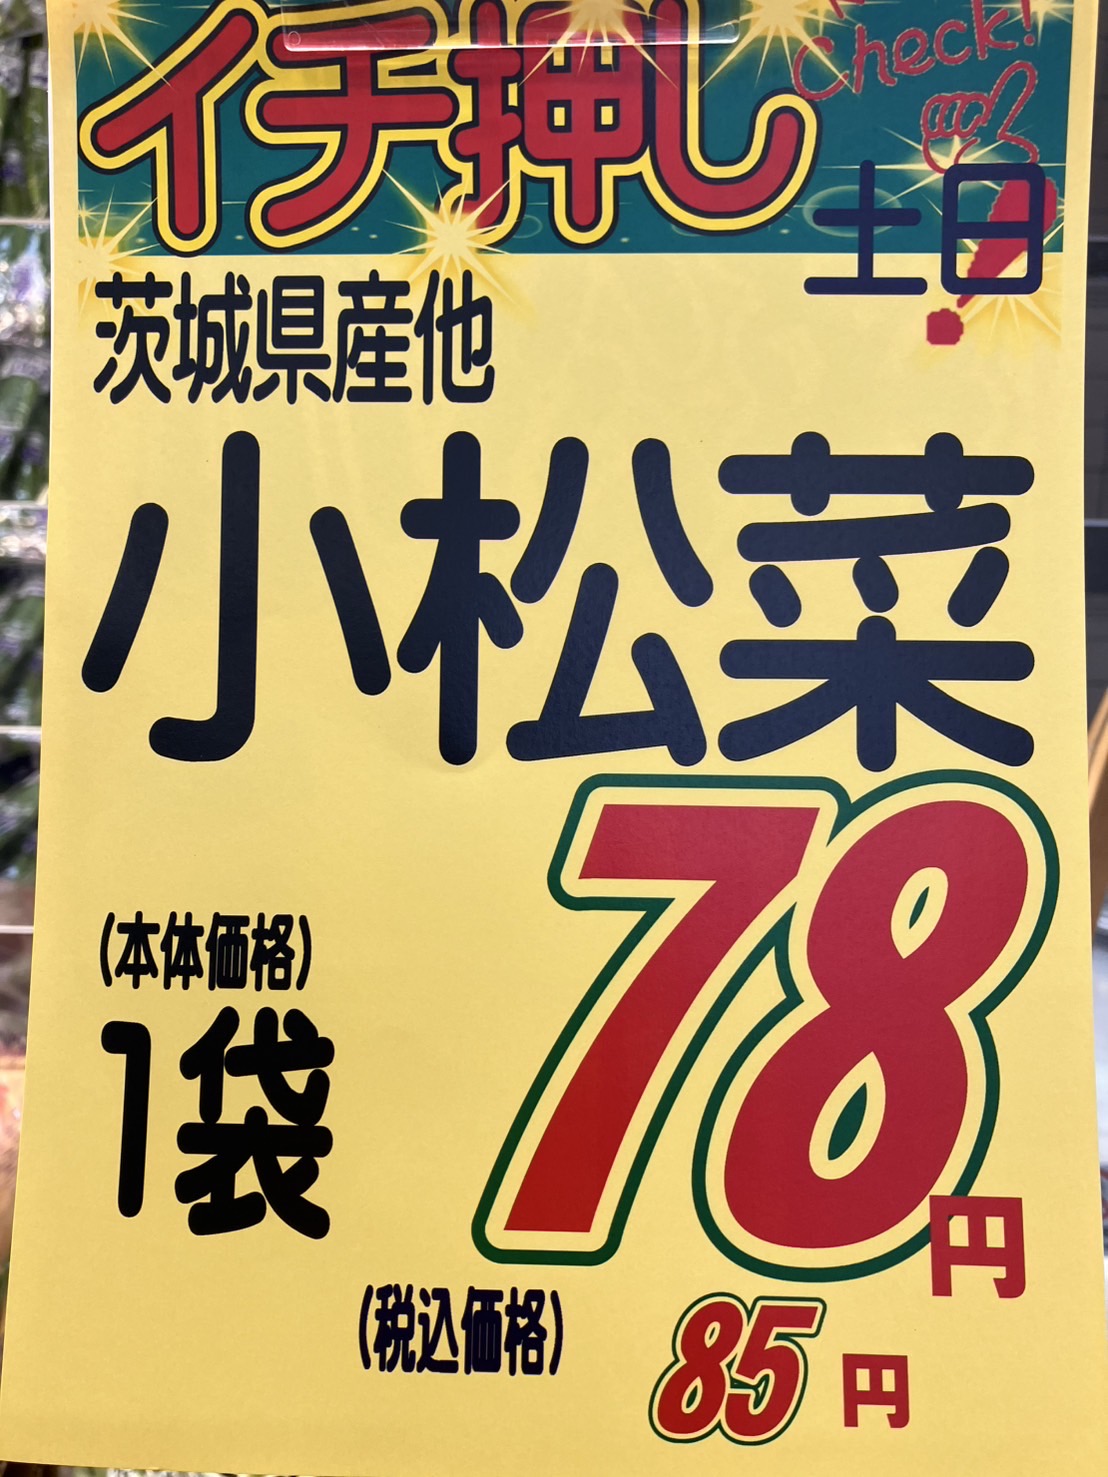 イチ押し
Check!
土日
茨城県産他
小松菜
(本体価格)
1袋
78円
(税込価格)
85円